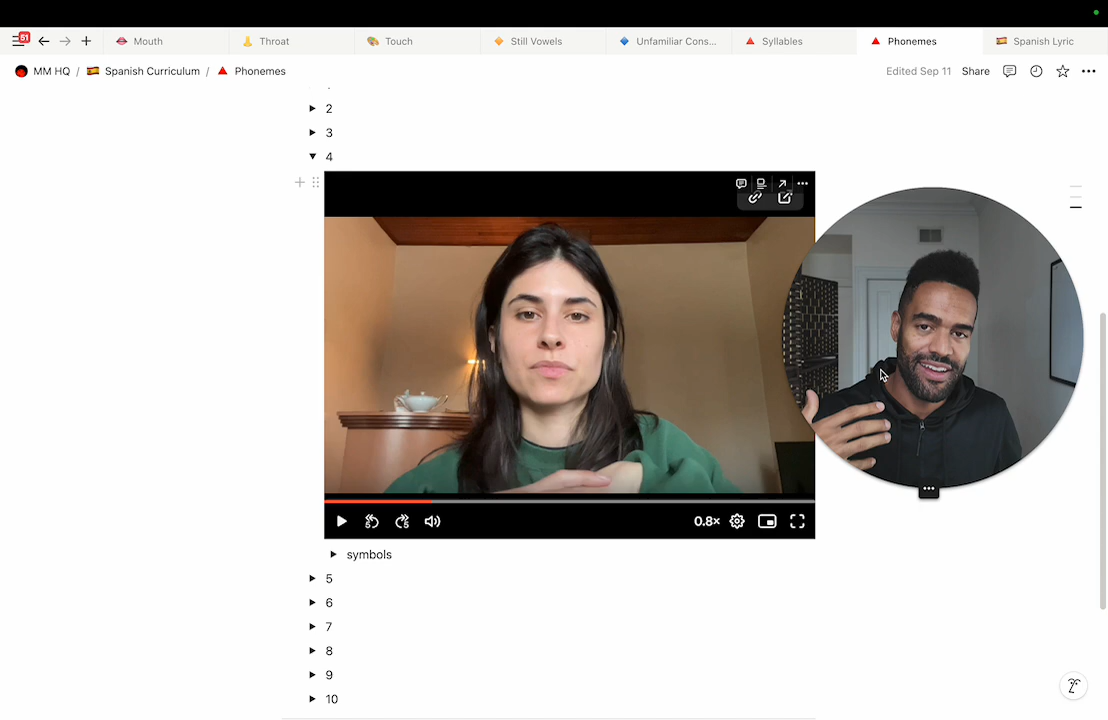 51
Mouth
Throat
Touch
Still Vowels
Unfamiliar Cons...
Syllables
Phonemes
Spanish Lyric
MM HQ / Spanish Curriculum / Phonemes
Edited Sep 11 Share
2
3
4
0.8×
symbols
5
6
7
8
9
10